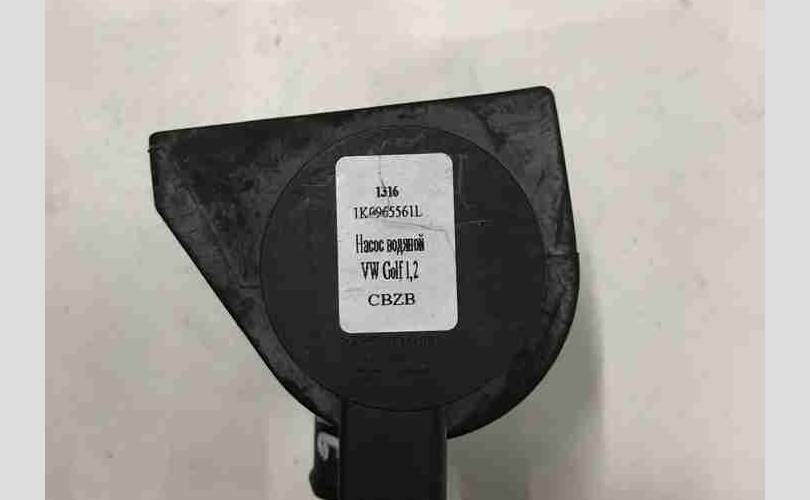 1316
1K0965561L
Насос водяной
VW Golf 1,2
CBZB